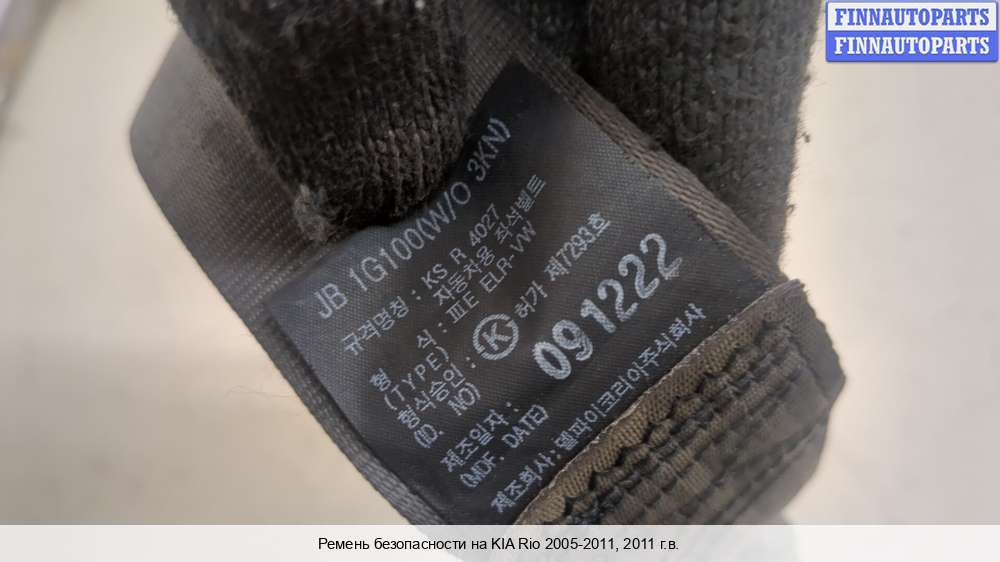 FINNAUTOPARTS
FINNAUTOPARTS
JB 1G100(W/O 3KN)
규격명칭 : KS R 4027
자동차용 좌석벨트
형 식 : ⅢE ELR-VW
(TYPE)
형식승인 : K 허가 제7293호
(ID. NO)
제조일자 : 091222
(MDF. DATE)
제조회사 : 델파이코리아주식회사
Ремень безопасности на KIA Rio 2005-2011, 2011 г.в.